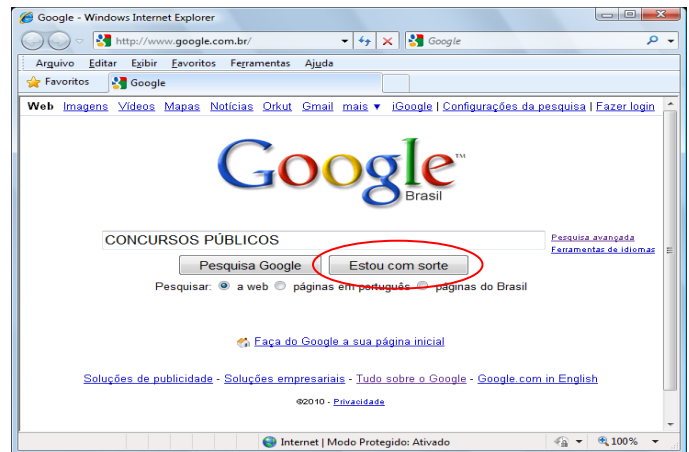 Google - Windows Internet Explorer
http://www.google.com.br/ Google
Arquivo Editar Exibir Favoritos Ferramentas Ajuda
Favoritos Google
Web Imagens Vídeos Mapas Notícias Orkut Gmail mais ▼ iGoogle | Configurações da pesquisa | Fazer login
Google™
Brasil
CONCURSOS PÚBLICOS
Pesquisa avançada
Ferramentas de idiomas
Pesquisa Google Estou com sorte
Pesquisar: a web páginas em português páginas do Brasil
Faça do Google a sua página inicial
Soluções de publicidade - Soluções empresariais - Tudo sobre o Google - Google.com in English
©2010 - Privacidade
Internet | Modo Protegido: Ativado 100%